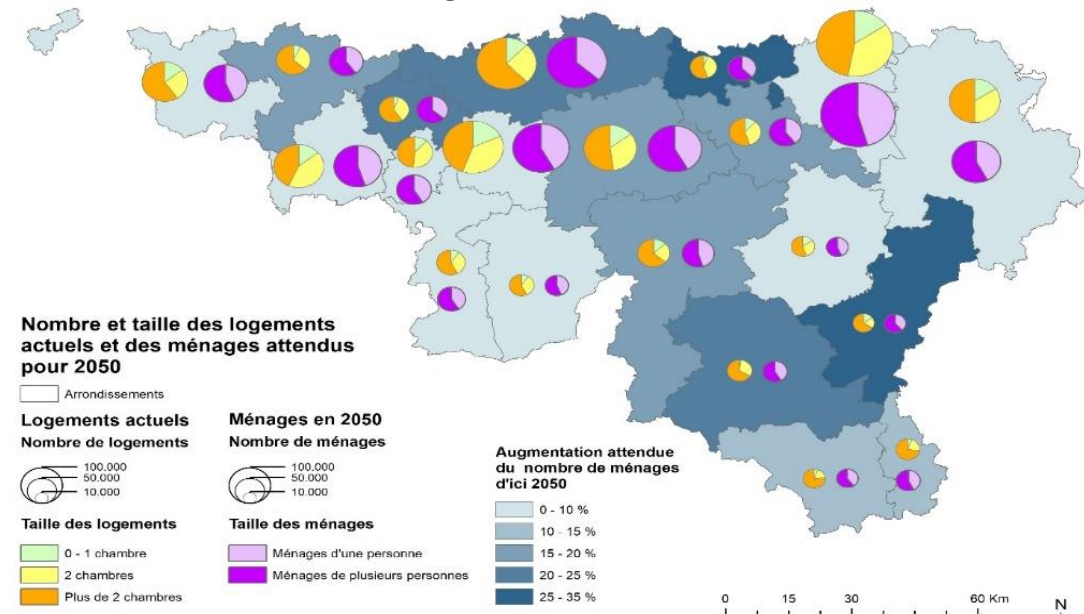 Nombre et taille des logements
actuels et des ménages attendus
pour 2050
Arrondissements
Logements actuels
Nombre de logements
100.000
50.000
10.000
Taille des logements
0 - 1 chambre
2 chambres
Plus de 2 chambres
Ménages en 2050
Nombre de ménages
100.000
50.000
10.000
Taille des ménages
Ménages d'une personne
Ménages de plusieurs personnes
Augmentation attendue
du nombre de ménages
d'ici 2050
0 - 10 %
10 - 15 %
15 - 20 %
20 - 25 %
25 - 35 %
0 15 30 60 Km
N